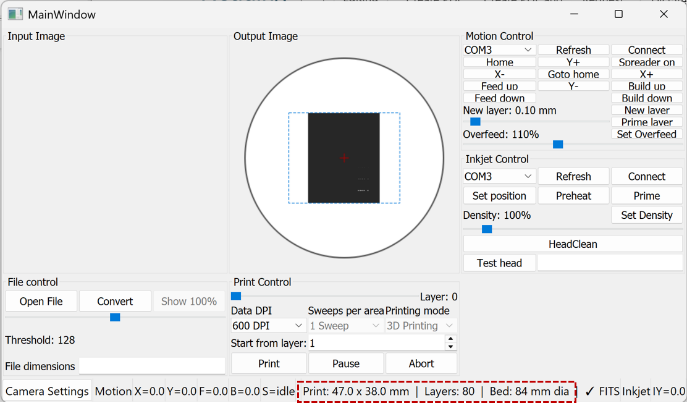 MainWindow
Input Image
Output Image
Motion Control
COM3 Refresh Connect
Home Y+ Spreader on
X- Goto home X+
Feed up Y- Build up
Feed down Build down
New layer: 0.10 mm New layer
Prime layer
Overfeed: 110% Set Overfeed
Inkjet Control
COM3 Refresh Connect
Set position Preheat Prime
Density: 100% Set Density
HeadClean
Test head
File control
Open File Convert Show 100%
Threshold: 128
File dimensions
Print Control
Layer: 0
Data DPI Sweeps per area Printing mode
600 DPI 1 Sweep 3D Printing
Start from layer: 1
Print Pause Abort
Camera Settings Motion X=0.0 Y=0.0 F=0.0 B=0.0 S=idle Print: 47.0 x 38.0 mm | Layers: 80 | Bed: 84 mm dia ✓ FITS Inkjet IY=0.0